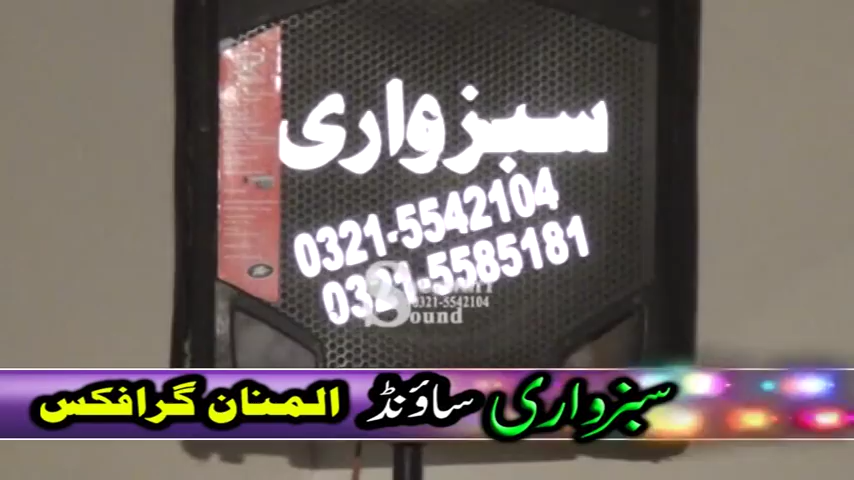 سبزواری
0321-5542104
0321-5585181
0321-5542104
Sound
سبزواری ساؤنڈ المنان گرافکس